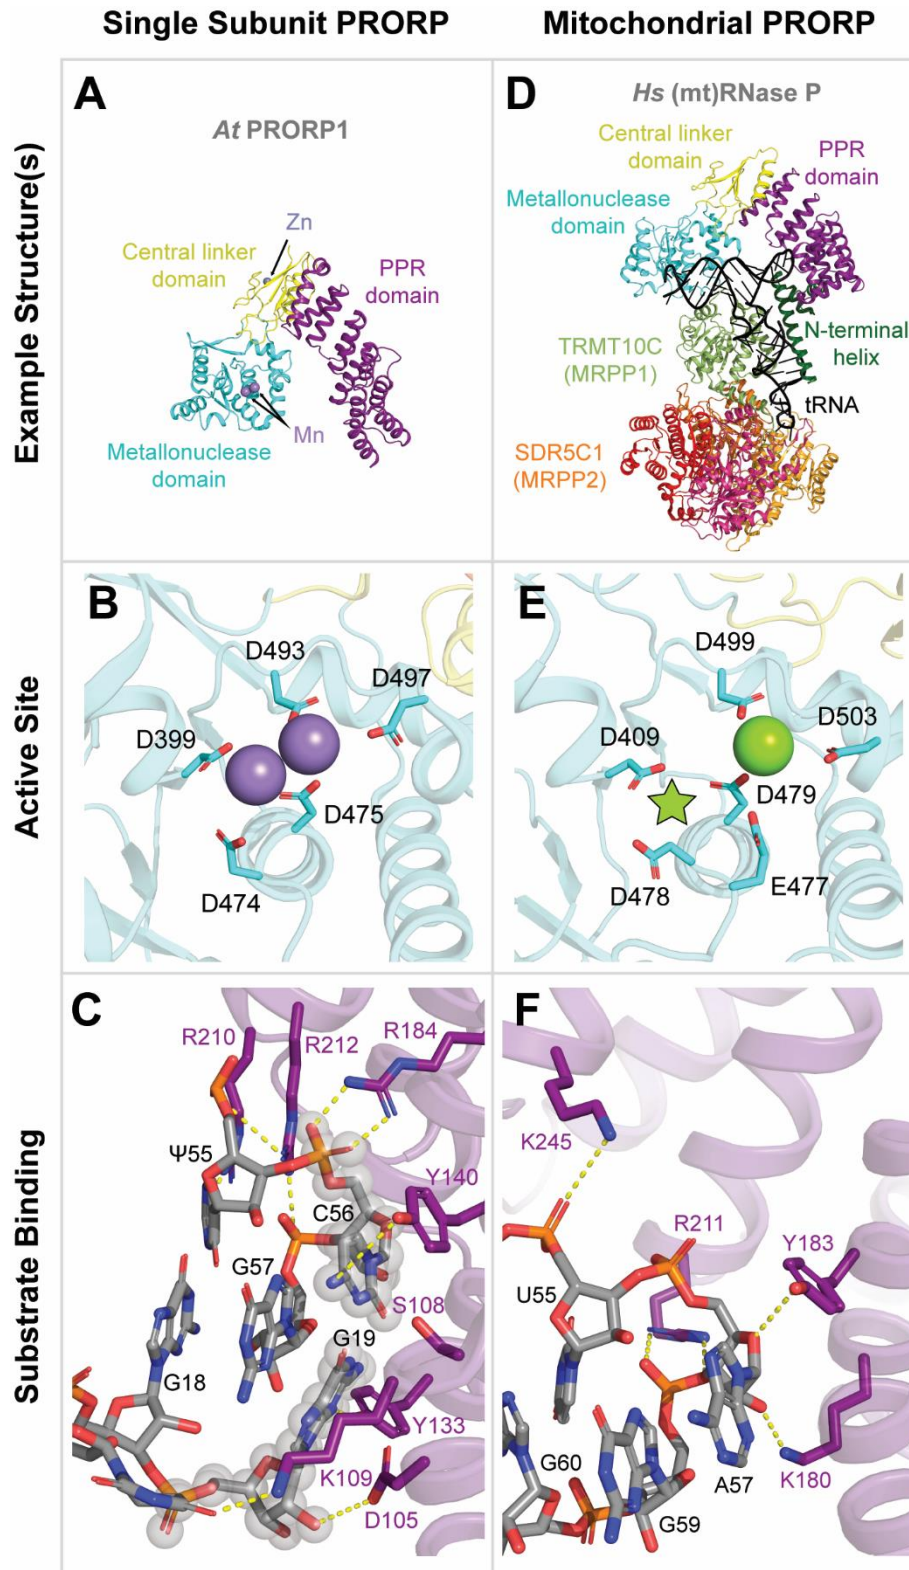 Single Subunit PRORP
Mitochondrial PRORP
Example Structure(s)
A
At PRORP1
Zn
Central linker
domain
PPR
domain
Mn
Metallonuclease
domain
D
Hs (mt)RNase P
Central linker
domain
PPR
domain
Metallonuclease
domain
TRMT10C
(MRPP1)
N-terminal
helix
tRNA
SDR5C1
(MRPP2)
Active Site
B
D493
D497
D399
D475
D474
E
D499
D503
D409
D479
D478
E477
Substrate Binding
C
R210
R212
R184
Ψ55
Y140
C56
G57
S108
G19
G18
Y133
K109
D105
F
K245
R211
Y183
U55
G60
A57
K180
G59